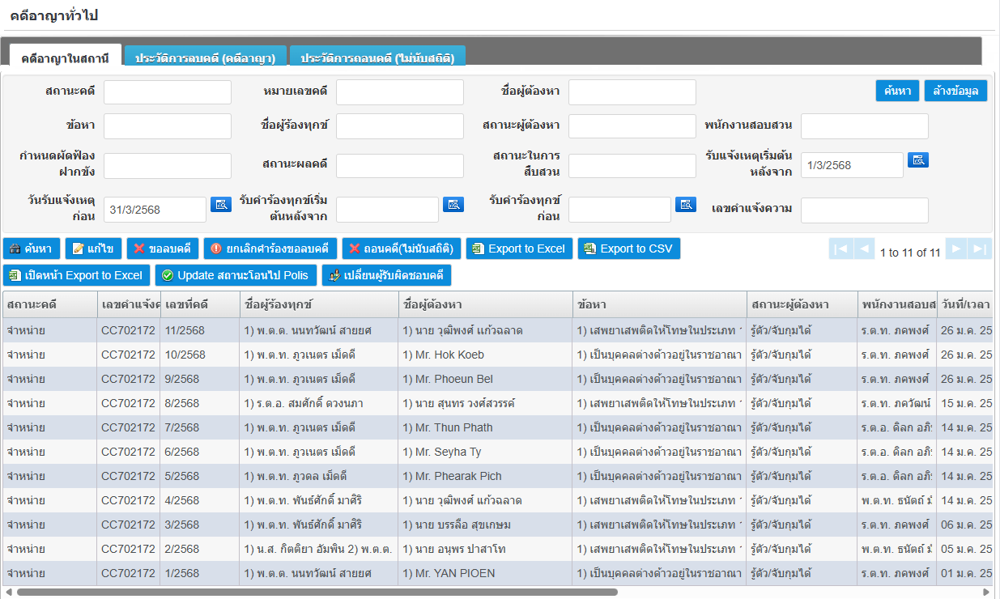 คดีอาญาทั่วไป
คดีอาญาในสถานี ประวัติการลบคดี (คดีอาญา) ประวัติการถอนคดี (ไม่นับสถิติ)
สถานะคดี หมายเลขคดี ชื่อผู้ต้องหา ค้นหา ล้างข้อมูล
ข้อหา ชื่อผู้ร้องทุกข์ สถานะผู้ต้องหา พนักงานสอบสวน
กำหนดผัดฟ้อง สถานะผลคดี สถานะในการ รับแจ้งเหตุเริ่มต้น
ฝากขัง สืบสวน หลังจาก 1/3/2568
วันรับแจ้งเหตุ รับคำร้องทุกข์เริ่ม รับคำร้องทุกข์ เลขคำแจ้งความ
ก่อน 31/3/2568 ต้นหลังจาก ก่อน
ค้นหา แก้ไข ขอลบคดี ยกเลิกคำร้องขอลบคดี ถอนคดี(ไม่นับสถิติ) Export to Excel Export to CSV 1 to 11 of 11
เปิดหน้า Export to Excel Update สถานะโอนไป Polis เปลี่ยนผู้รับผิดชอบคดี
สถานะคดี เลขคำแจ้งค เลขที่คดี ชื่อผู้ร้องทุกข์ ชื่อผู้ต้องหา ข้อหา สถานะผู้ต้องหา พนักงานสอบส วันที่/เวลา
จำหน่าย CC702172 11/2568 1) พ.ต.ต. นนทวัฒน์ สายยศ 1) นาย วุฒิพงศ์ แก้วฉลาด 1) เสพยาเสพติดให้โทษในประเภท รู้ตัว/จับกุมได้ ร.ต.ท. ภคพงศ์ 26 ม.ค. 25
จำหน่าย CC702172 10/2568 1) พ.ต.ท. ภูวเนตร เม็ดดี 1) Mr. Hok Koeb 1) เป็นบุคคลต่างด้าวอยู่ในราชอาณา รู้ตัว/จับกุมได้ ร.ต.ท. ภคพงศ์ 26 ม.ค. 25
จำหน่าย CC702172 9/2568 1) พ.ต.ท. ภูวเนตร เม็ดดี 1) Mr. Phoeun Bel 1) เป็นบุคคลต่างด้าวอยู่ในราชอาณา รู้ตัว/จับกุมได้ ร.ต.ท. ภคพงศ์ 26 ม.ค. 25
จำหน่าย CC702172 8/2568 1) ร.ต.อ. สมศักดิ์ ดวงนภา 1) นาย สุนทร วงศ์สวรรค์ 1) เสพยาเสพติดให้โทษในประเภท รู้ตัว/จับกุมได้ ร.ต.ท. ภควัฒน์ 15 ม.ค. 25
จำหน่าย CC702172 7/2568 1) พ.ต.ท. ภูวเนตร เม็ดดี 1) Mr. Thun Phath 1) เป็นบุคคลต่างด้าวอยู่ในราชอาณา รู้ตัว/จับกุมได้ ร.ต.อ. ดิลก อภิ 14 ม.ค. 25
จำหน่าย CC702172 6/2568 1) พ.ต.ท. ภูวเนตร เม็ดดี 1) Mr. Seyha Ty 1) เป็นบุคคลต่างด้าวอยู่ในราชอาณา รู้ตัว/จับกุมได้ ร.ต.อ. ดิลก อภิ 14 ม.ค. 25
จำหน่าย CC702172 5/2568 1) พ.ต.ต. ภูวดล เม็ดดี 1) Mr. Phearak Pich 1) เป็นบุคคลต่างด้าวอยู่ในราชอาณา รู้ตัว/จับกุมได้ ร.ต.อ. ดิลก อภิ 14 ม.ค. 25
จำหน่าย CC702172 4/2568 1) พ.ต.ท. พันธ์ศักดิ์ มาศิริ 1) นาย วุฒิพงศ์ แก้วฉลาด 1) เสพยาเสพติดให้โทษในประเภท รู้ตัว/จับกุมได้ พ.ต.ท. ธนัตถ์ 14 ม.ค. 25
จำหน่าย CC702172 3/2568 1) พ.ต.ท. พันธ์ศักดิ์ มาศิริ 1) นาย บรรลือ สุขเกษม 1) เสพยาเสพติดให้โทษในประเภท รู้ตัว/จับกุมได้ ร.ต.ท. ภคพงศ์ 06 ม.ค. 25
จำหน่าย CC702172 2/2568 1) น.ส. กิตติยา อัมพิน 2) พ.ต.ต. 1) นาย อนุพร ปาสาโท 1) เสพยาเสพติดให้โทษในประเภท รู้ตัว/จับกุมได้ พ.ต.ท. ธนัตถ์ 05 ม.ค. 25
จำหน่าย CC702172 1/2568 1) พ.ต.ต. นนทวัฒน์ สายยศ 1) Mr. YAN PIOEN 1) เป็นบุคคลต่างด้าวอยู่ในราชอาณา รู้ตัว/จับกุมได้ ร.ต.ท. ภคพงศ์ 01 ม.ค. 25